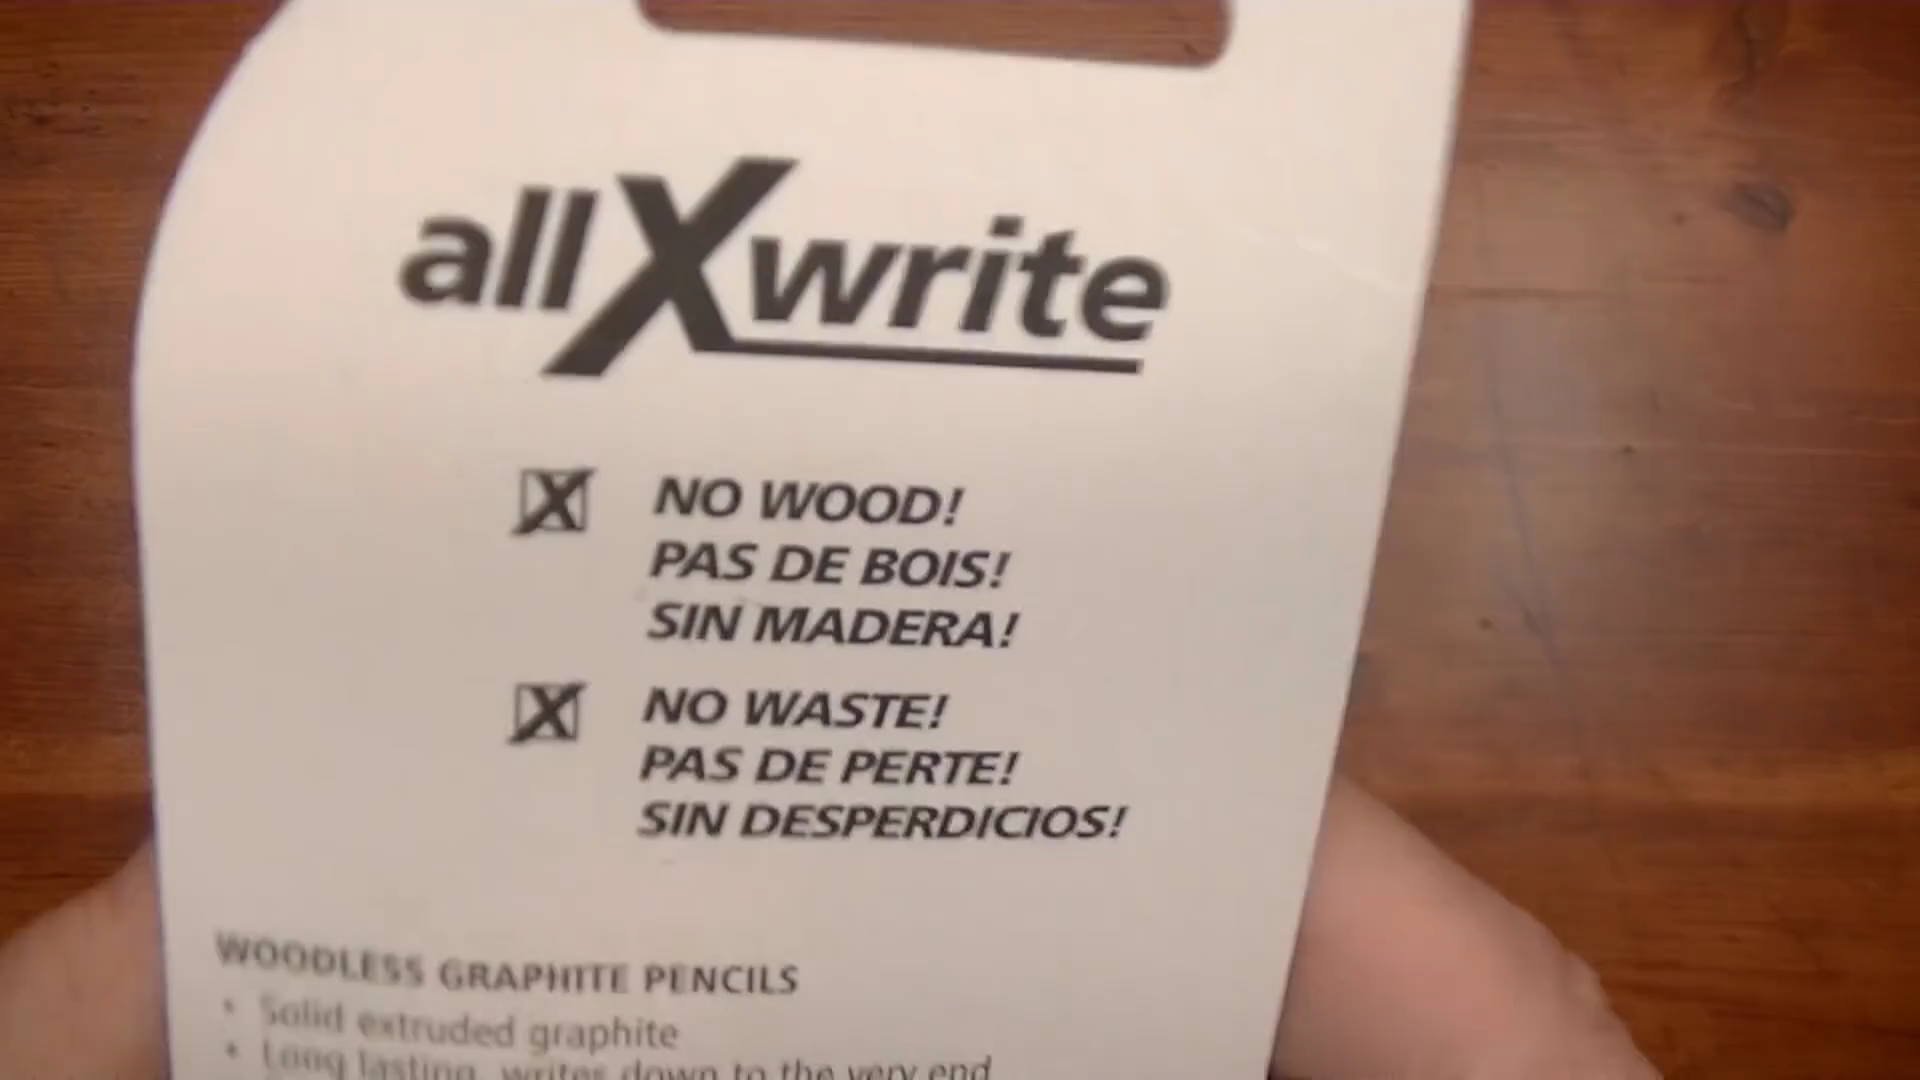 allXwrite
NO WOOD!
PAS DE BOIS!
SIN MADERA!
NO WASTE!
PAS DE PERTE!
SIN DESPERDICIOS!
WOODLESS GRAPHITE PENCILS
• Solid extruded graphite
• Long lasting, writes down to the very end